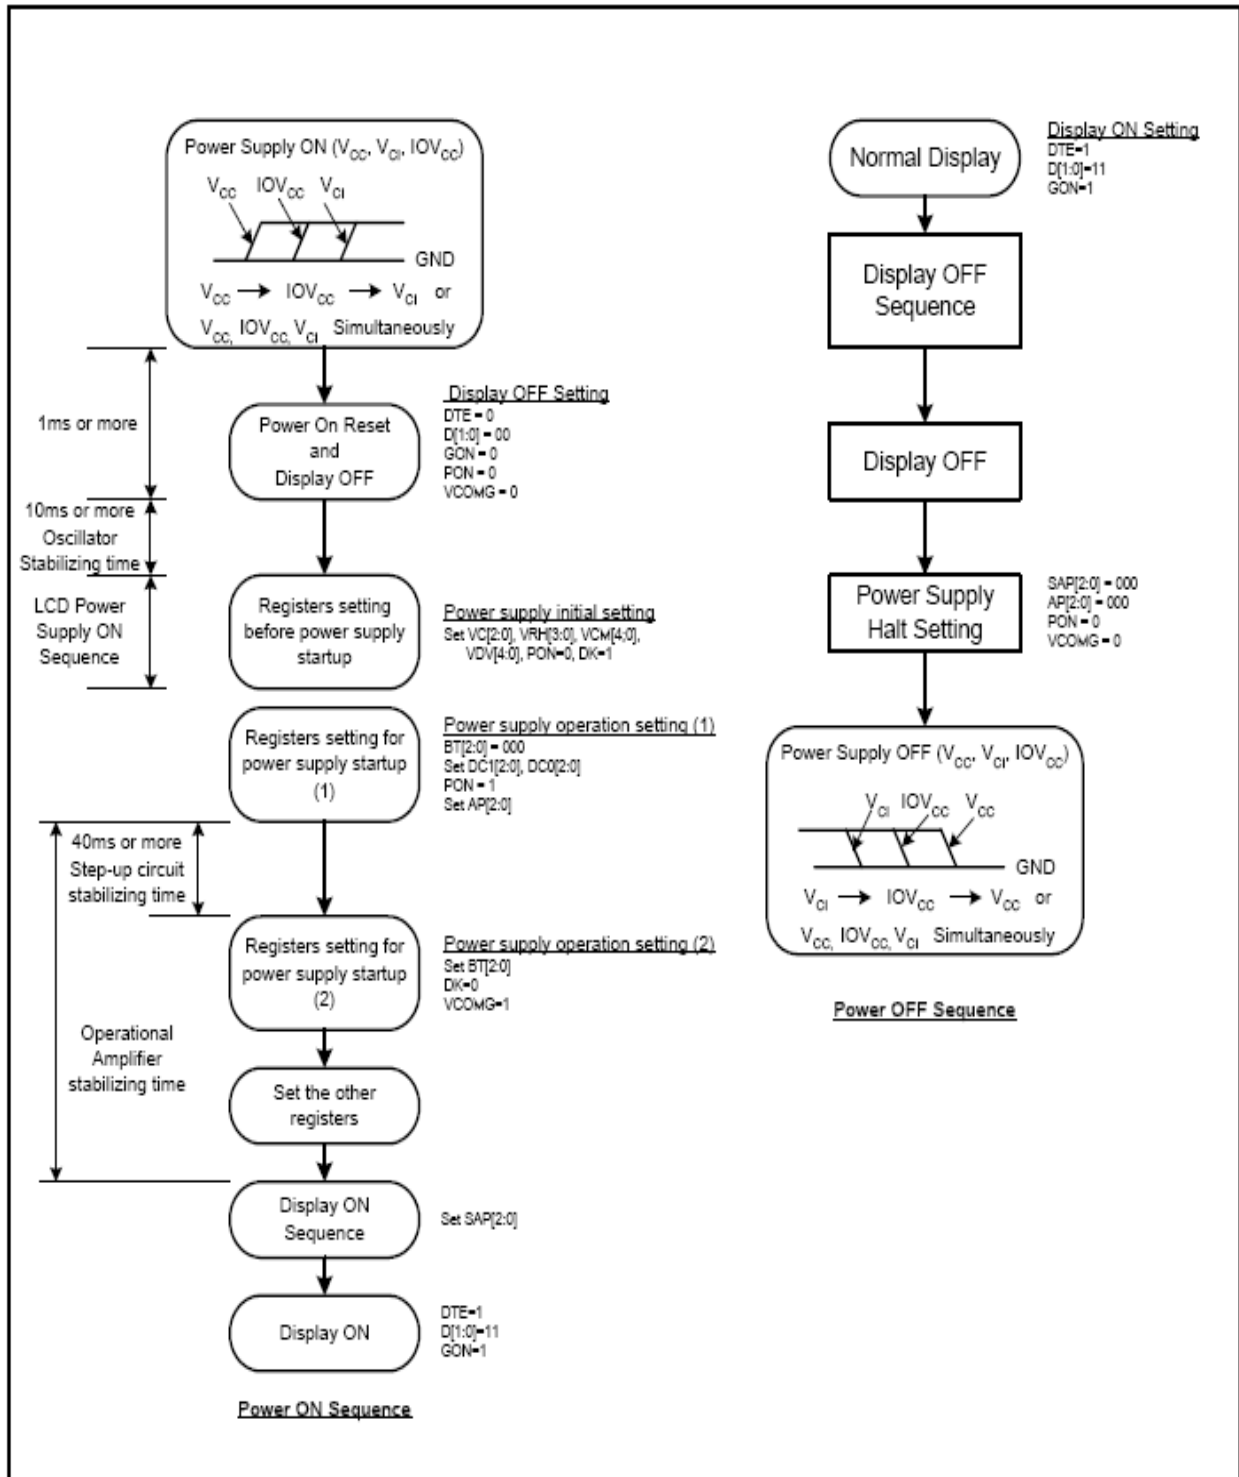 Power Supply ON (VCC, VCI, IOVCC)
VCC IOVCC VCI
GND
VCC → IOVCC → VCI or
VCC, IOVCC, VCI Simultaneously
1ms or more
Power On Reset
and
Display OFF
Display OFF Setting
DTE = 0
D[1:0] = 00
GON = 0
PON = 0
VCOMG = 0
10ms or more
Oscillator
Stabilizing time
LCD Power
Supply ON
Sequence
Registers setting
before power supply
startup
Power supply initial setting
Set VC[2:0], VRH[3:0], VCM[4;0],
VDV[4:0], PON=0, DK=1
Registers setting for
power supply startup
(1)
Power supply operation setting (1)
BT[2:0] = 000
Set DC1[2:0], DC0[2:0]
PON = 1
Set AP[2:0]
40ms or more
Step-up circuit
stabilizing time
Registers setting for
power supply startup
(2)
Power supply operation setting (2)
Set BT[2:0]
DK=0
VCOMG=1
Operational
Amplifier
stabilizing time
Set the other
registers
Display ON
Sequence
Set SAP[2:0]
Display ON
DTE=1
D[1:0]=11
GON=1
Power ON Sequence
Normal Display
Display ON Setting
DTE=1
D[1:0]=11
GON=1
Display OFF
Sequence
Display OFF
Power Supply
Halt Setting
SAP[2:0] = 000
AP[2:0] = 000
PON = 0
VCOMG = 0
Power Supply OFF (VCC, VCI, IOVCC)
VCI IOVCC VCC
GND
VCI → IOVCC → VCC or
VCC, IOVCC, VCI Simultaneously
Power OFF Sequence